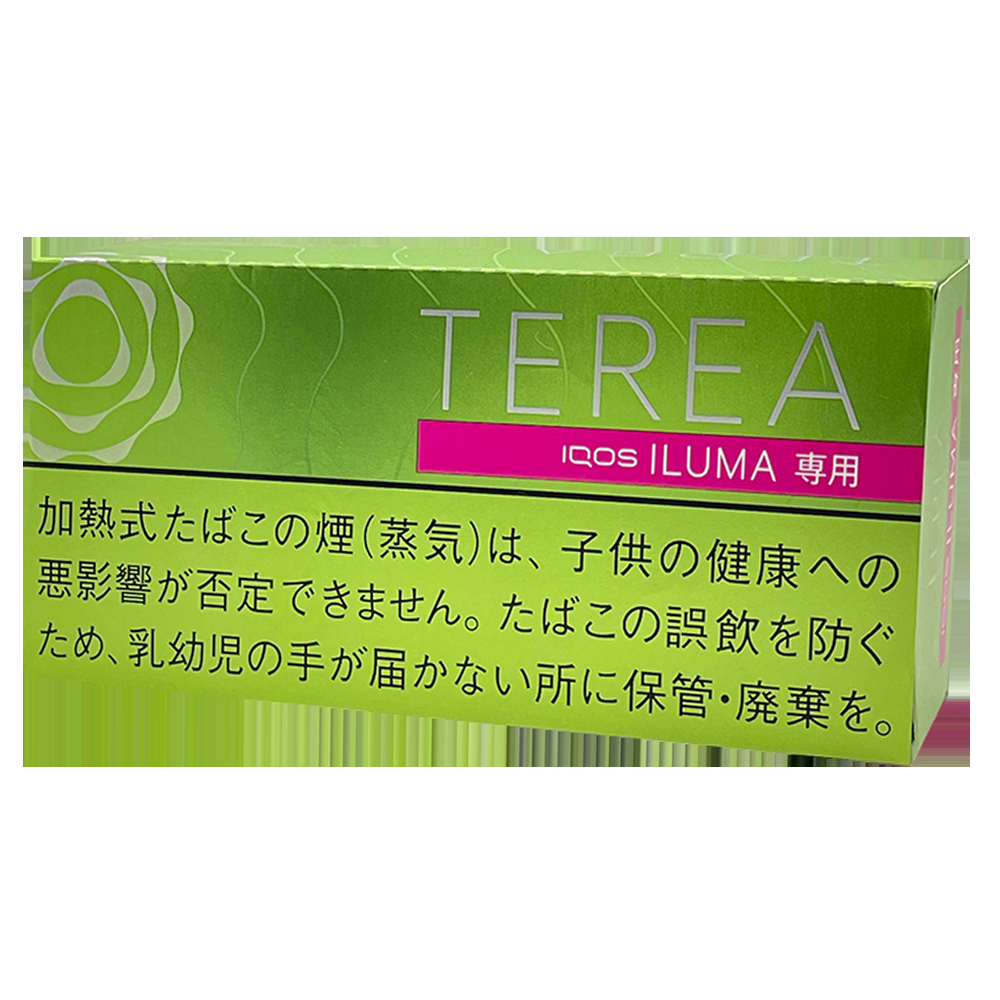 TEREA
IQOS ILUMA 専用
加熱式たばこの煙(蒸気)は、子供の健康への
悪影響が否定できません。たばこの誤飲を防ぐ
ため、乳幼児の手が届かない所に保管・廃棄を。